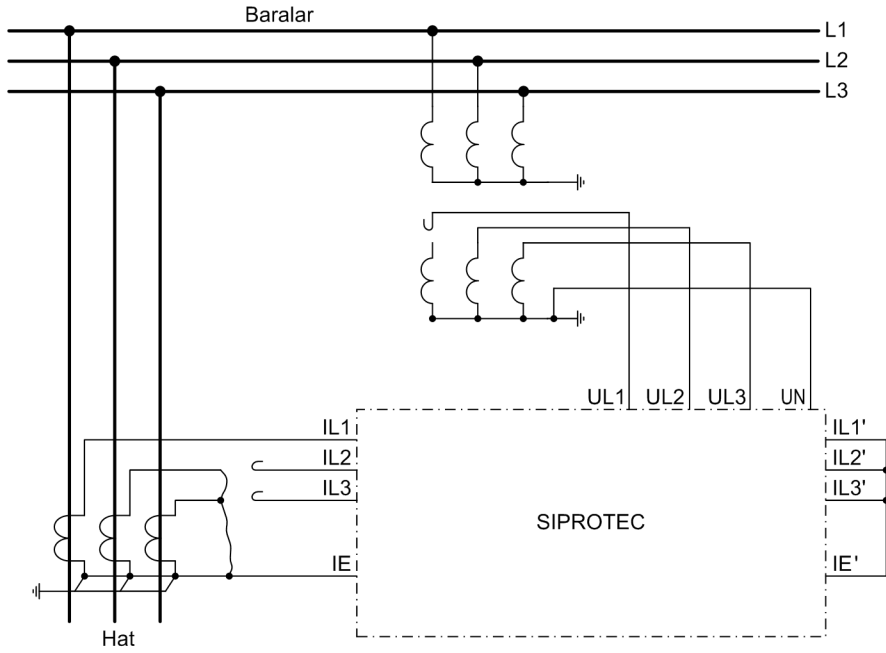 Baralar
L1
L2
L3
UL1 UL2 UL3 UN
IL1 IL1'
IL2 IL2'
IL3 IL3'
SIPROTEC
IE IE'
Hat